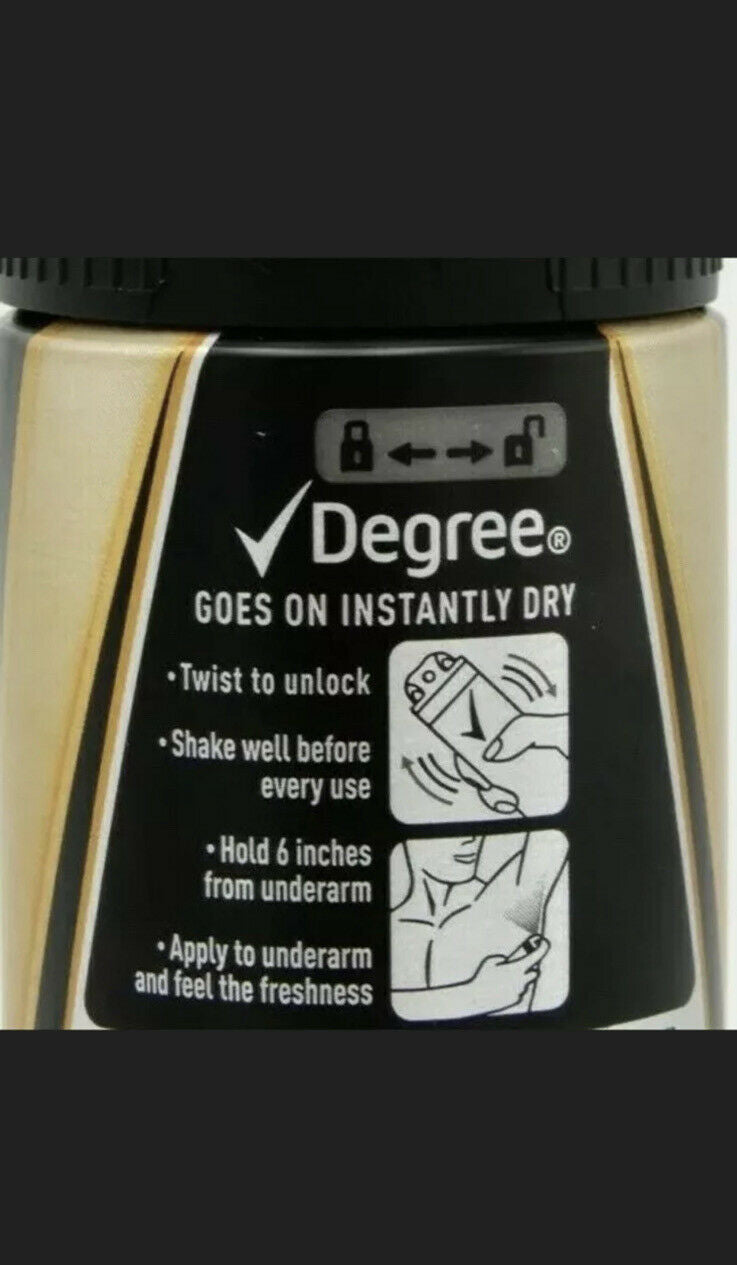 Degree®
GOES ON INSTANTLY DRY
•Twist to unlock
•Shake well before
every use
•Hold 6 inches
from underarm
•Apply to underarm
and feel the freshness